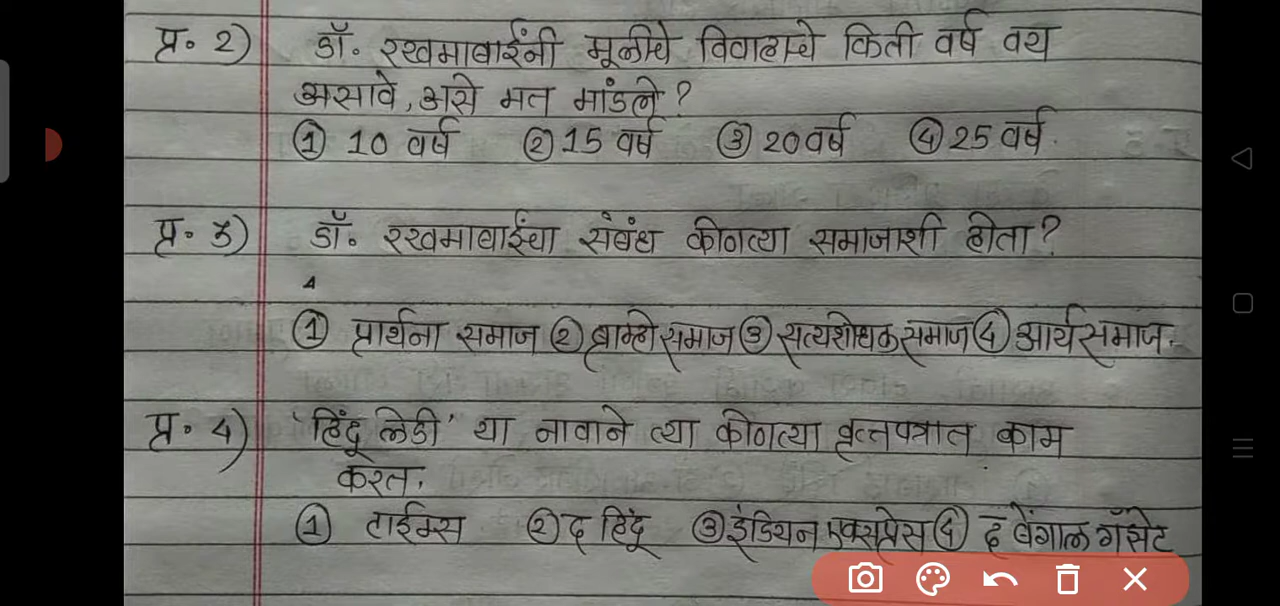 प्र. 2) डॉ. रखमाबाईंनी मूलीचे विवाहाचे किती वर्ष वय
असावे, असे मत मांडले?
① 10 वर्ष ② 15 वर्ष ③ 20 वर्ष ④ 25 वर्ष.
प्र. 3) डॉ. रखमाबाईंचा संबंध कोणत्या समाजाशी होता?
① प्रार्थना समाज ② ब्राम्हो समाज ③ सत्यशोधक समाज ④ आर्य समाज.
प्र. 4) 'हिंदू लेडी' या नावाने त्या कोणत्या वृत्तपत्रात काम
करत.
① टाईम्स ② द हिंदू ③ इंडियन एक्सप्रेस ④ द बेंगाल गॅसेट